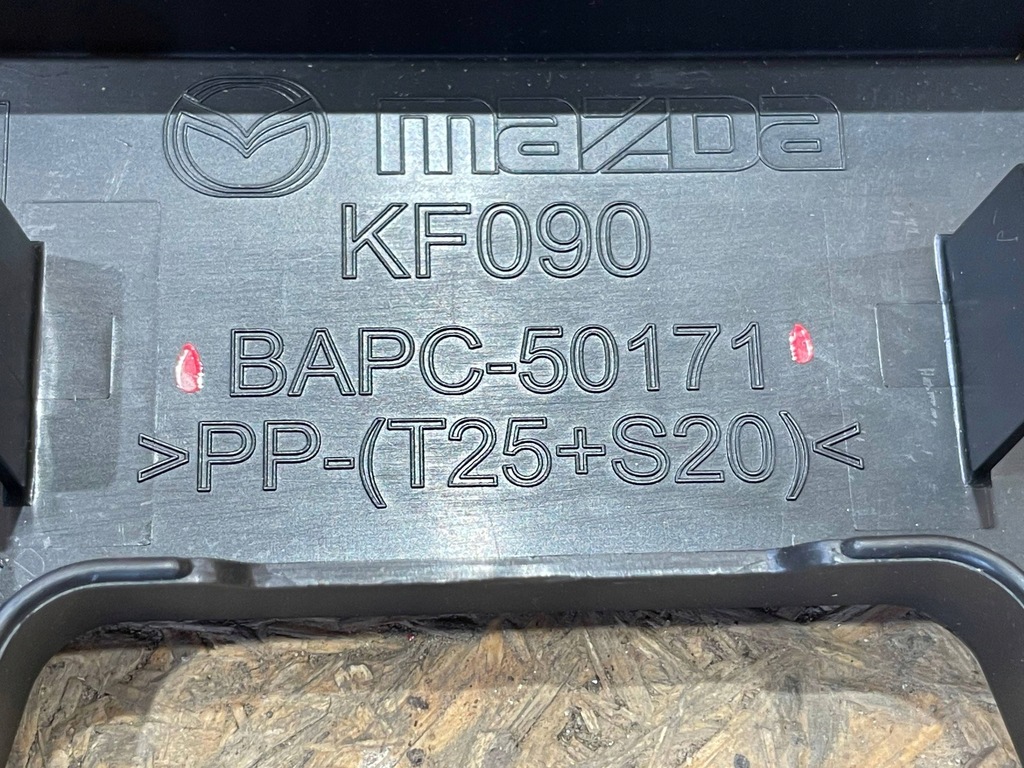 mazDa
KF090
BAPC-50171
>PP-(T25+S20)<